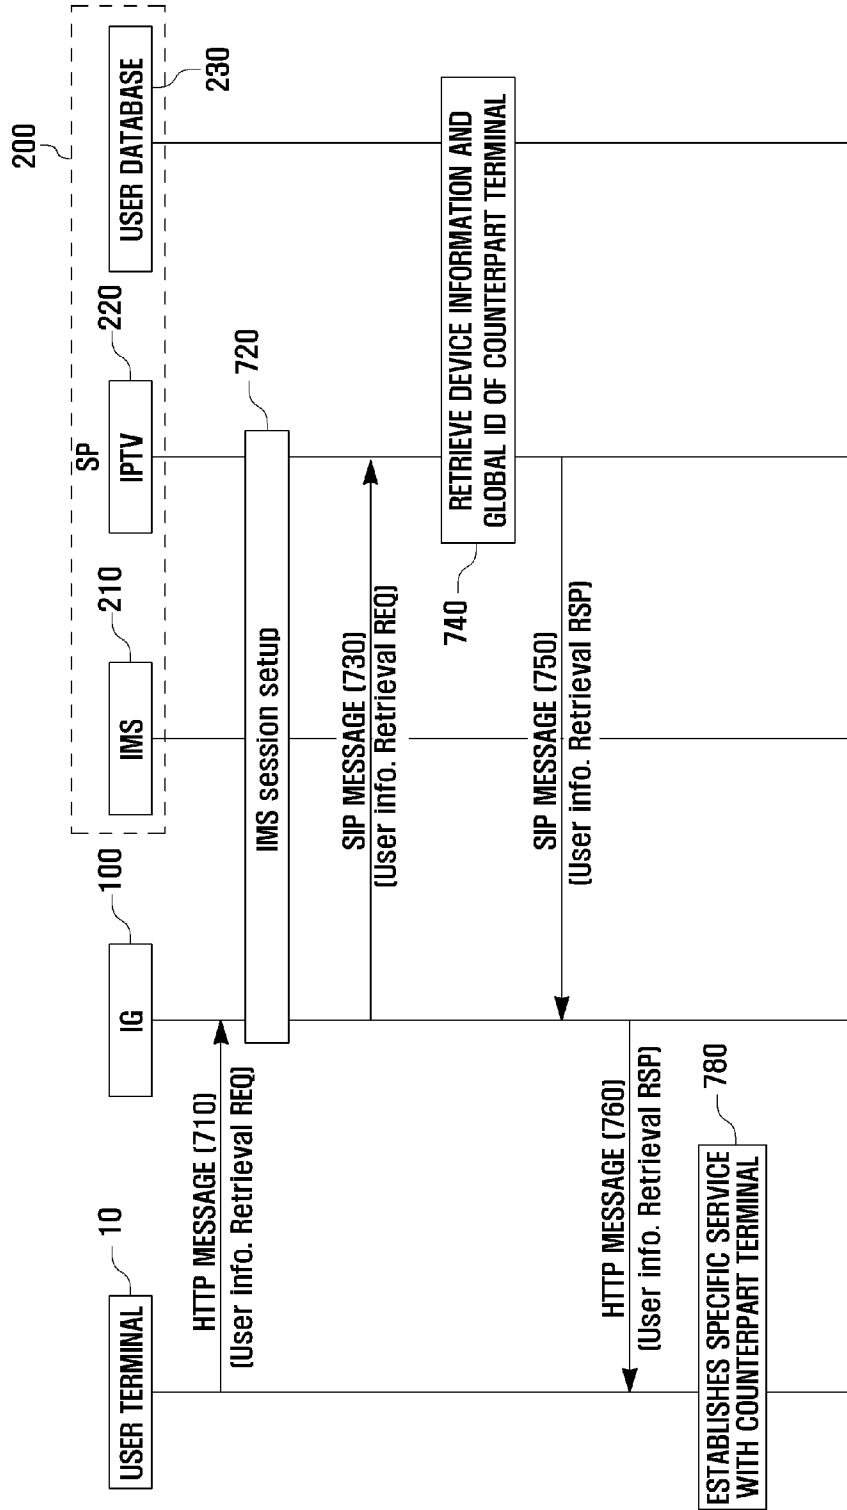 200
SP
USER TERMINAL
10
IG
100
IMS
210
IPTV
220
USER DATABASE
230
HTTP MESSAGE (710)
(User info. Retrieval REQ)
IMS session setup
720
SIP MESSAGE (730)
(User info. Retrieval REQ)
RETRIEVE DEVICE INFORMATION AND
GLOBAL ID OF COUNTERPART TERMINAL
740
SIP MESSAGE (750)
(User info. Retrieval RSP)
HTTP MESSAGE (760)
(User info. Retrieval RSP)
ESTABLISHES SPECIFIC SERVICE
WITH COUNTERPART TERMINAL
780